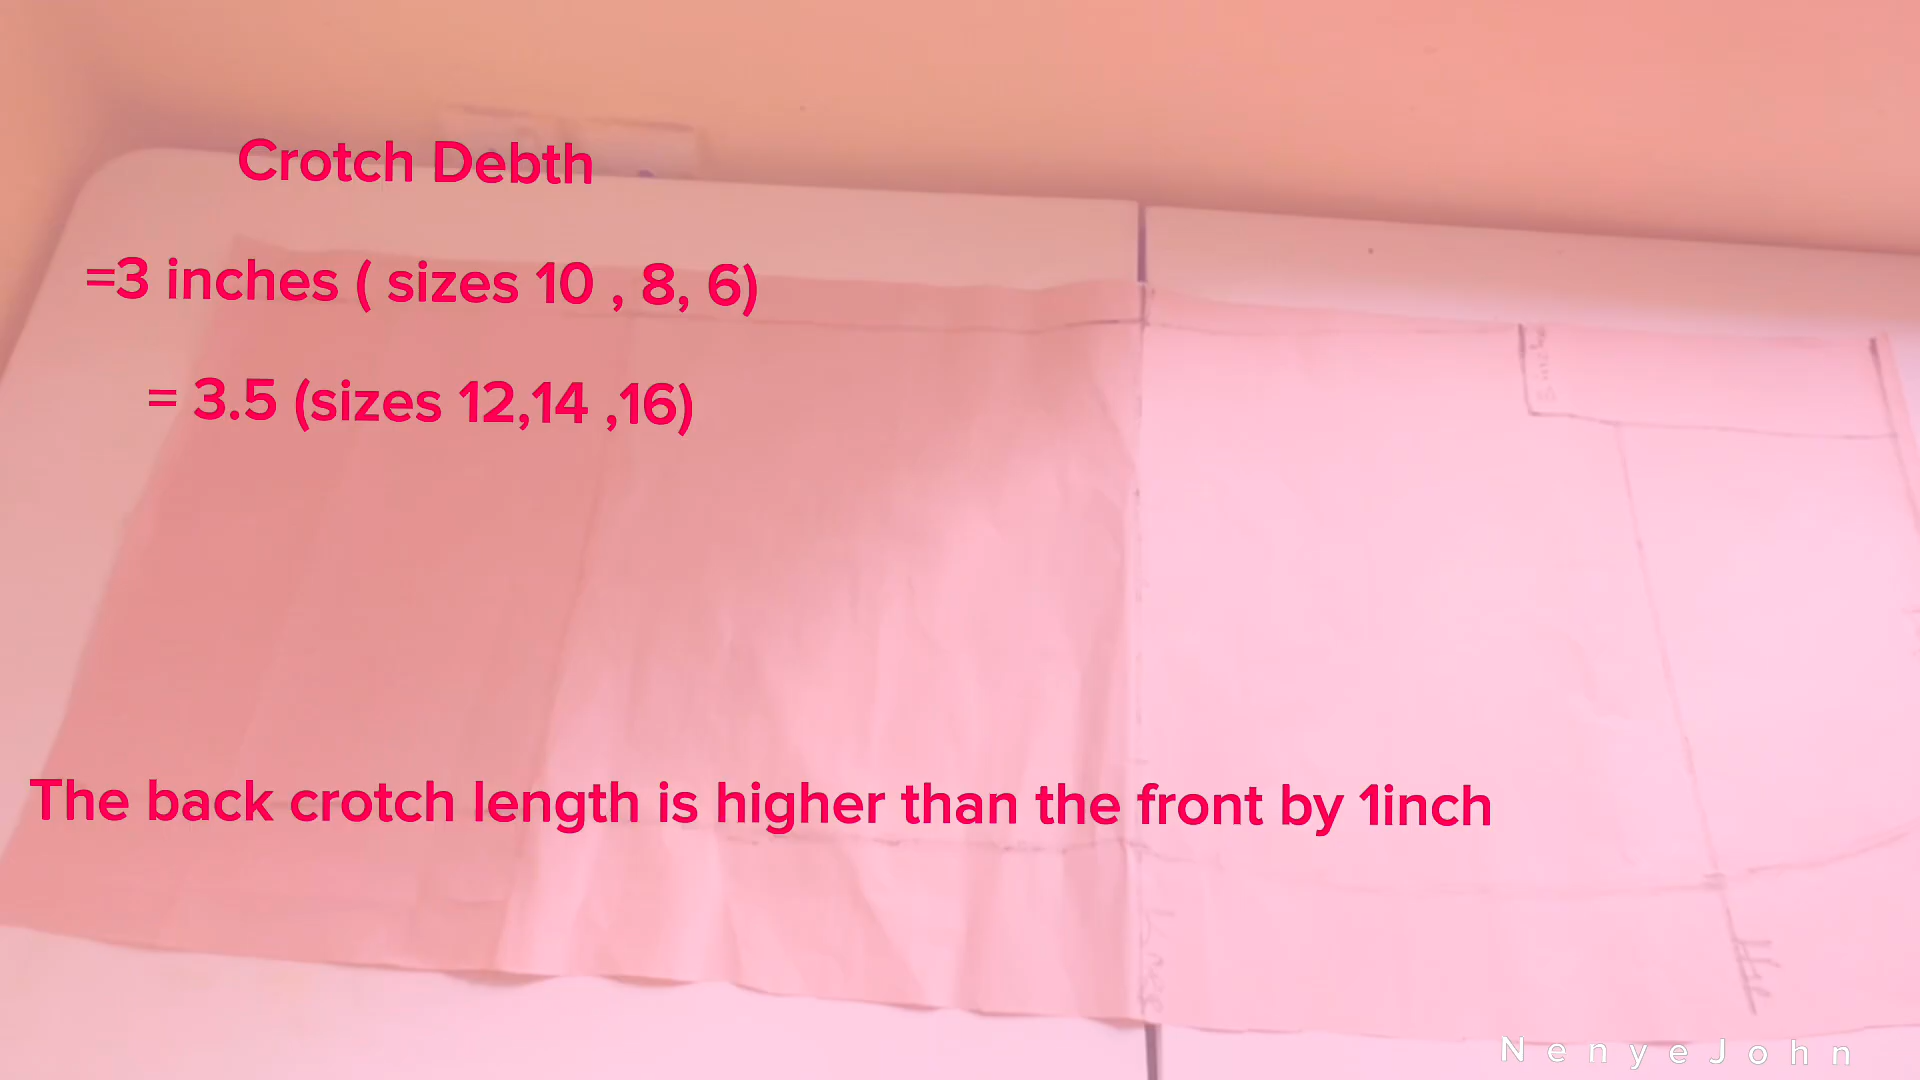 Crotch Debth
=3 inches ( sizes 10 , 8, 6)
= 3.5 (sizes 12,14 ,16)
The back crotch length is higher than the front by 1inch
NenyeJohn